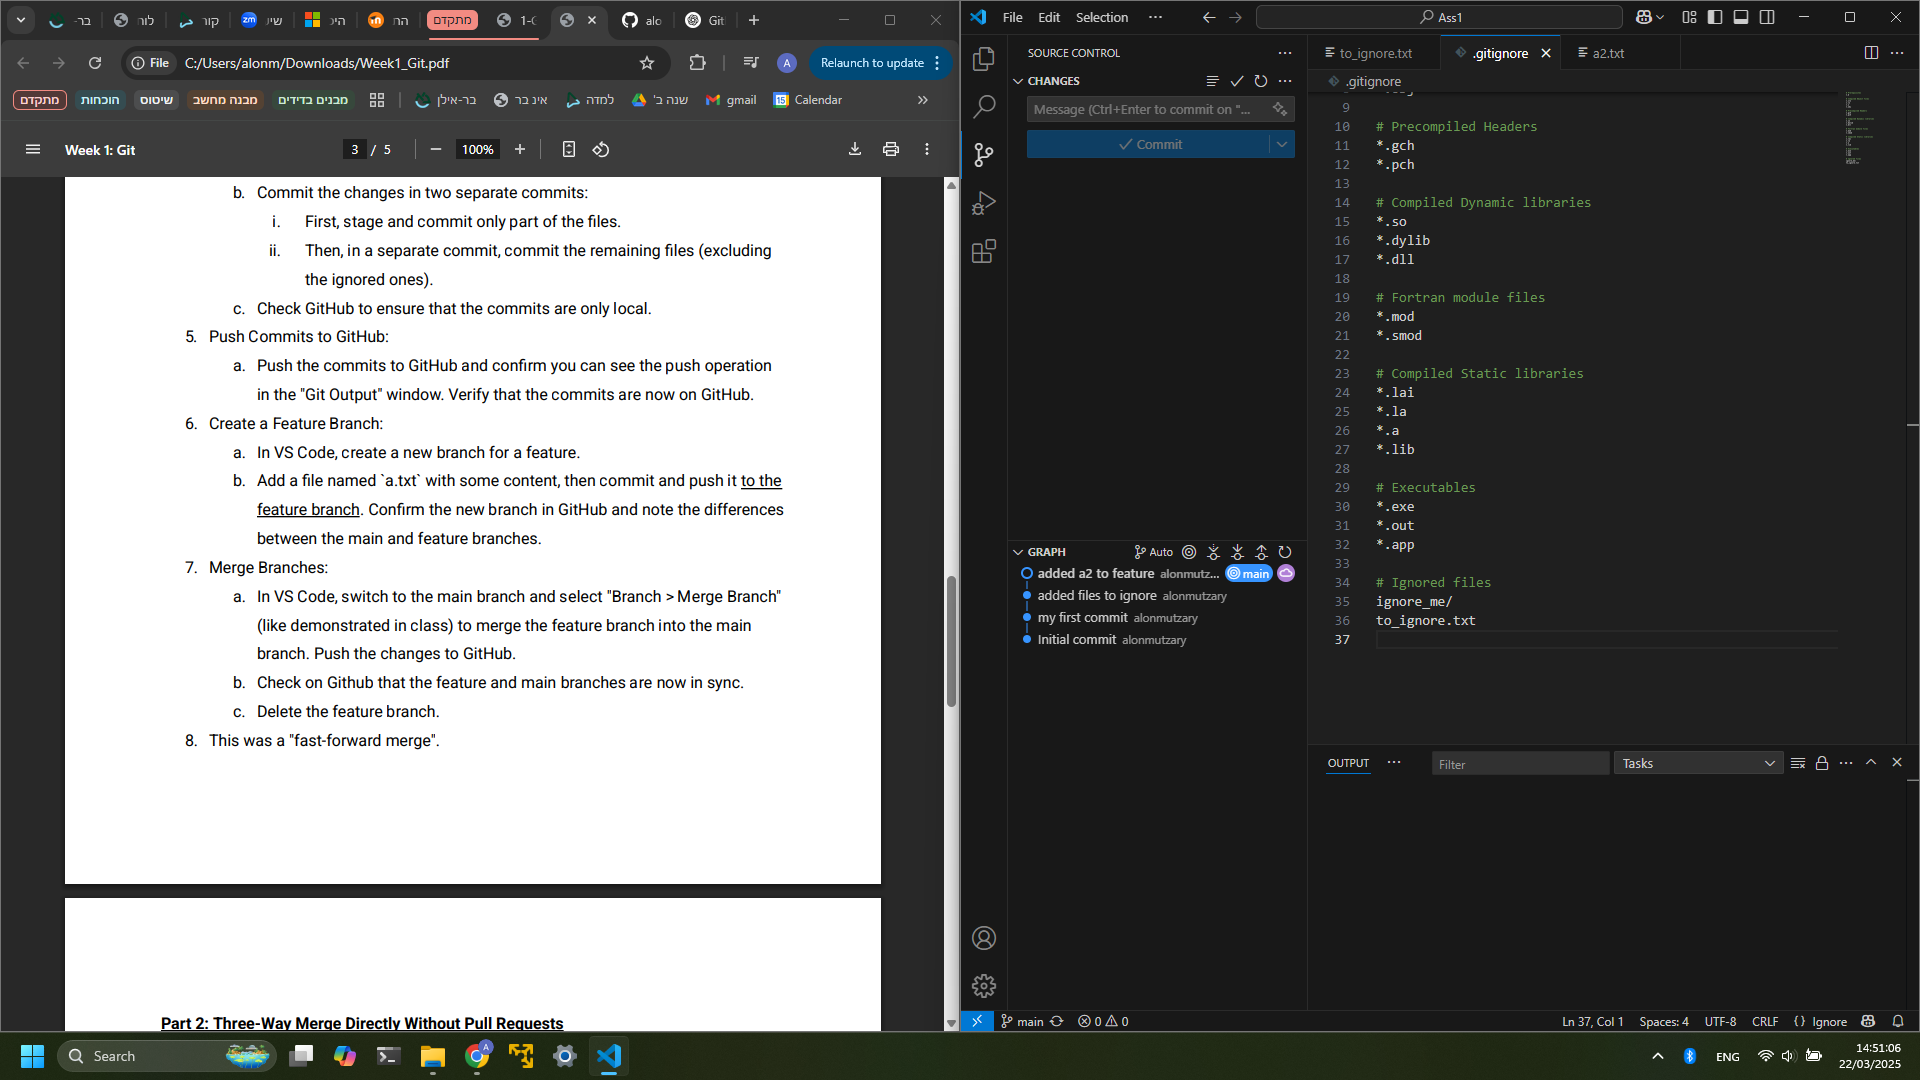 בר-
לוח
קור
zm
שיע
היכ
הת
מתקדם
1-(
alo
Git
File
C:/Users/alonm/Downloads/Week1_Git.pdf
A
Relaunch to update
מתקדם
הוכחות
שיטוס
מבנה מחשב
מבנים בדידים
בר-אילן
אינ בר
למדה
שנה ב'
gmail
15
Calendar
Week 1: Git
3 / 5
100%
b. Commit the changes in two separate commits:
i. First, stage and commit only part of the files.
ii. Then, in a separate commit, commit the remaining files (excluding
the ignored ones).
c. Check GitHub to ensure that the commits are only local.
5. Push Commits to GitHub:
a. Push the commits to GitHub and confirm you can see the push operation
in the "Git Output" window. Verify that the commits are now on GitHub.
6. Create a Feature Branch:
a. In VS Code, create a new branch for a feature.
b. Add a file named `a.txt` with some content, then commit and push it to the
feature branch. Confirm the new branch in GitHub and note the differences
between the main and feature branches.
7. Merge Branches:
a. In VS Code, switch to the main branch and select "Branch > Merge Branch"
(like demonstrated in class) to merge the feature branch into the main
branch. Push the changes to GitHub.
b. Check on Github that the feature and main branches are now in sync.
c. Delete the feature branch.
8. This was a "fast-forward merge".
Part 2: Three-Way Merge Directly Without Pull Requests
File Edit Selection ···
Ass1
SOURCE CONTROL
CHANGES
Message (Ctrl+Enter to commit on "...
Commit
GRAPH
Auto
added a2 to feature alonmutz... main
added files to ignore alonmutzary
my first commit alonmutzary
Initial commit alonmutzary
to_ignore.txt
.gitignore
a2.txt
.gitignore
9
10 # Precompiled Headers
11 *.gch
12 *.pch
13
14 # Compiled Dynamic libraries
15 *.so
16 *.dylib
17 *.dll
18
19 # Fortran module files
20 *.mod
21 *.smod
22
23 # Compiled Static libraries
24 *.lai
25 *.la
26 *.a
27 *.lib
28
29 # Executables
30 *.exe
31 *.out
32 *.app
33
34 # Ignored files
35 ignore_me/
36 to_ignore.txt
37
OUTPUT
Filter
Tasks
main
0 0
Ln 37, Col 1
Spaces: 4
UTF-8
CRLF
{} Ignore
Search
A
ENG
14:51:06
22/03/2025